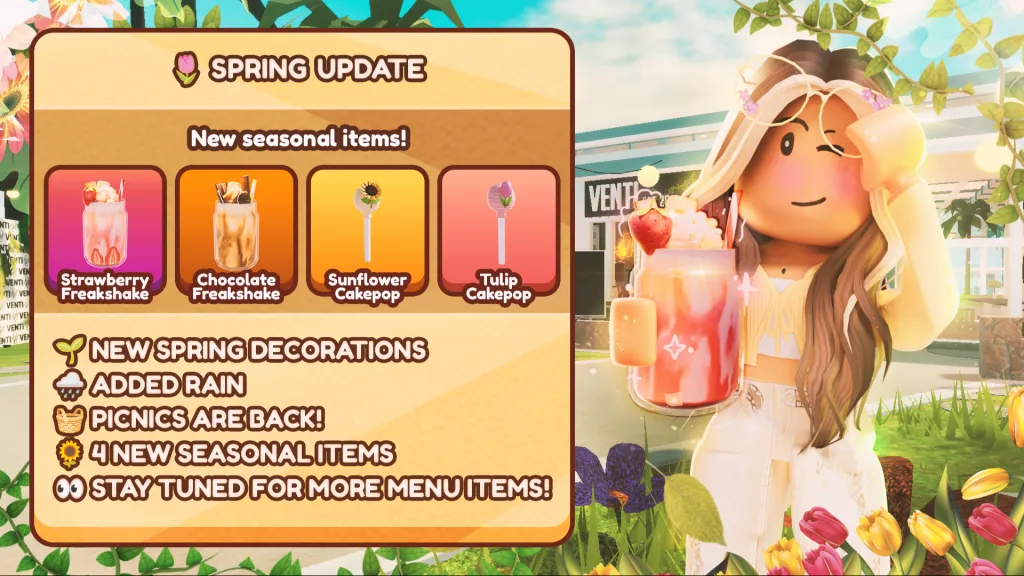 SPRING UPDATE
New seasonal items!
Strawberry
Freakshake
Chocolate
Freakshake
Sunflower
Cakepop
Tulip
Cakepop
NEW SPRING DECORATIONS
ADDED RAIN
PICNICS ARE BACK!
4 NEW SEASONAL ITEMS
STAY TUNED FOR MORE MENU ITEMS!
VENTI